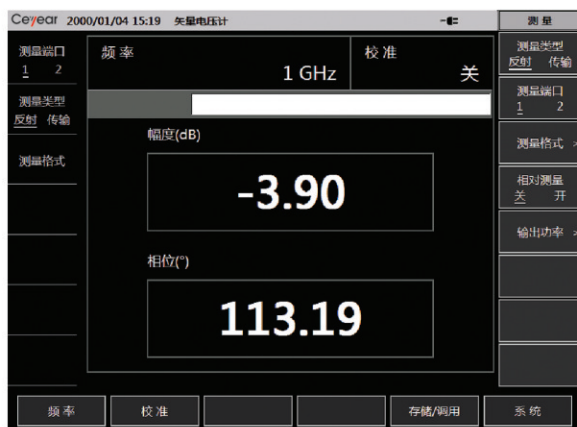 Ceyear 2000/01/04 15:19 矢量电压计
测量
测量端口
1 2
测量类型
反射 传输
测量格式
频率
1 GHz
校准
关
幅度(dB)
-3.90
相位(°)
113.19
测量类型
反射 传输
测量端口
1 2
测量格式 >
相对测量
关 开
输出功率 >
频率
校准
存储/调用
系统